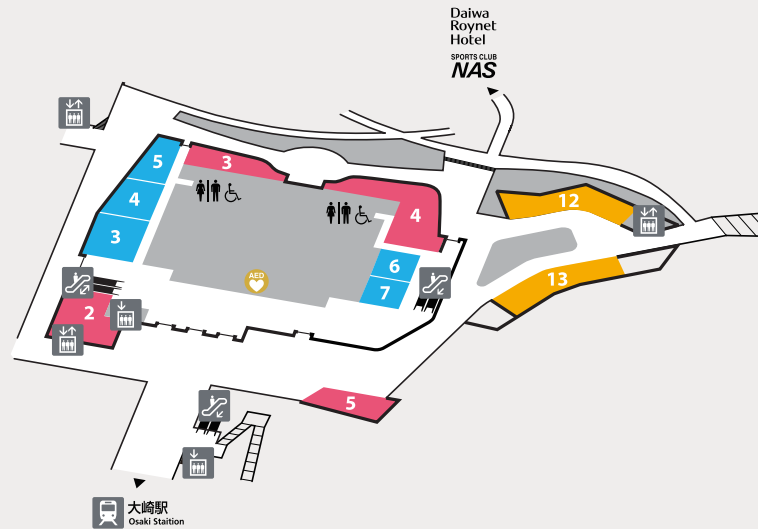 Daiwa
Roynet
Hotel
SPORTS CLUB
NAS
5
3
4
4
12
3
6
13
7
AED
2
5
大崎駅
Osaki Staition